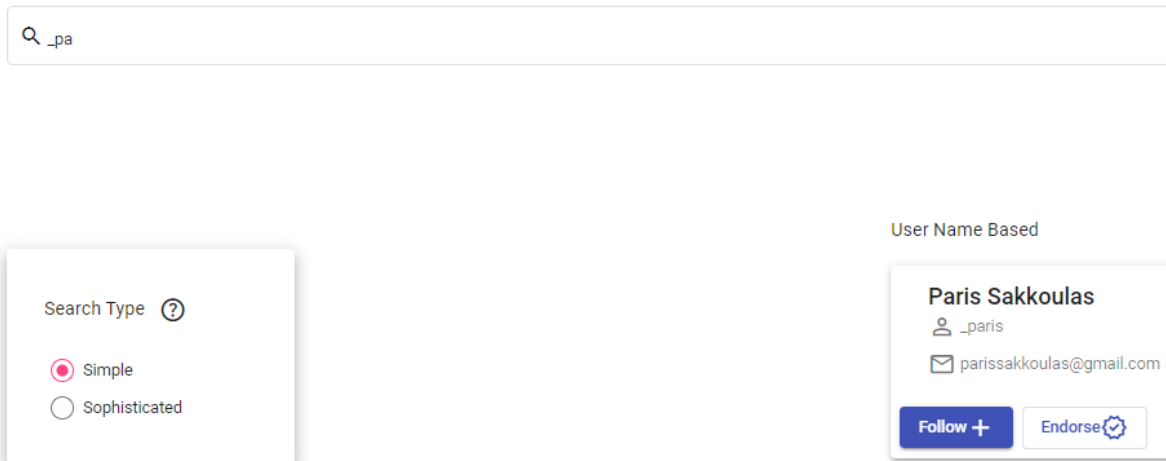 _pa
User Name Based
Search Type ?
Simple
Sophisticated
Paris Sakkoulas
_paris
parissakkoulas@gmail.com
Follow +
Endorse